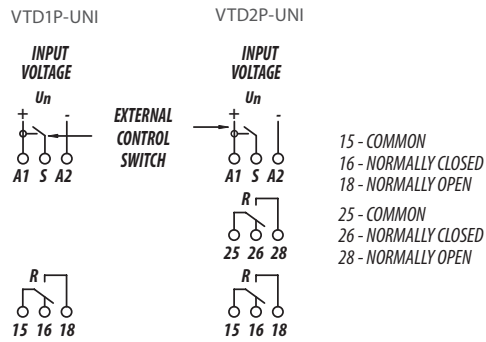 VTD1P-UNI
INPUT
VOLTAGE
Un
+ -
A1 S A2
R
15 16 18
EXTERNAL
CONTROL
SWITCH
VTD2P-UNI
INPUT
VOLTAGE
Un
+ -
A1 S A2
R
25 26 28
R
15 16 18
15 - COMMON
16 - NORMALLY CLOSED
18 - NORMALLY OPEN
25 - COMMON
26 - NORMALLY CLOSED
28 - NORMALLY OPEN